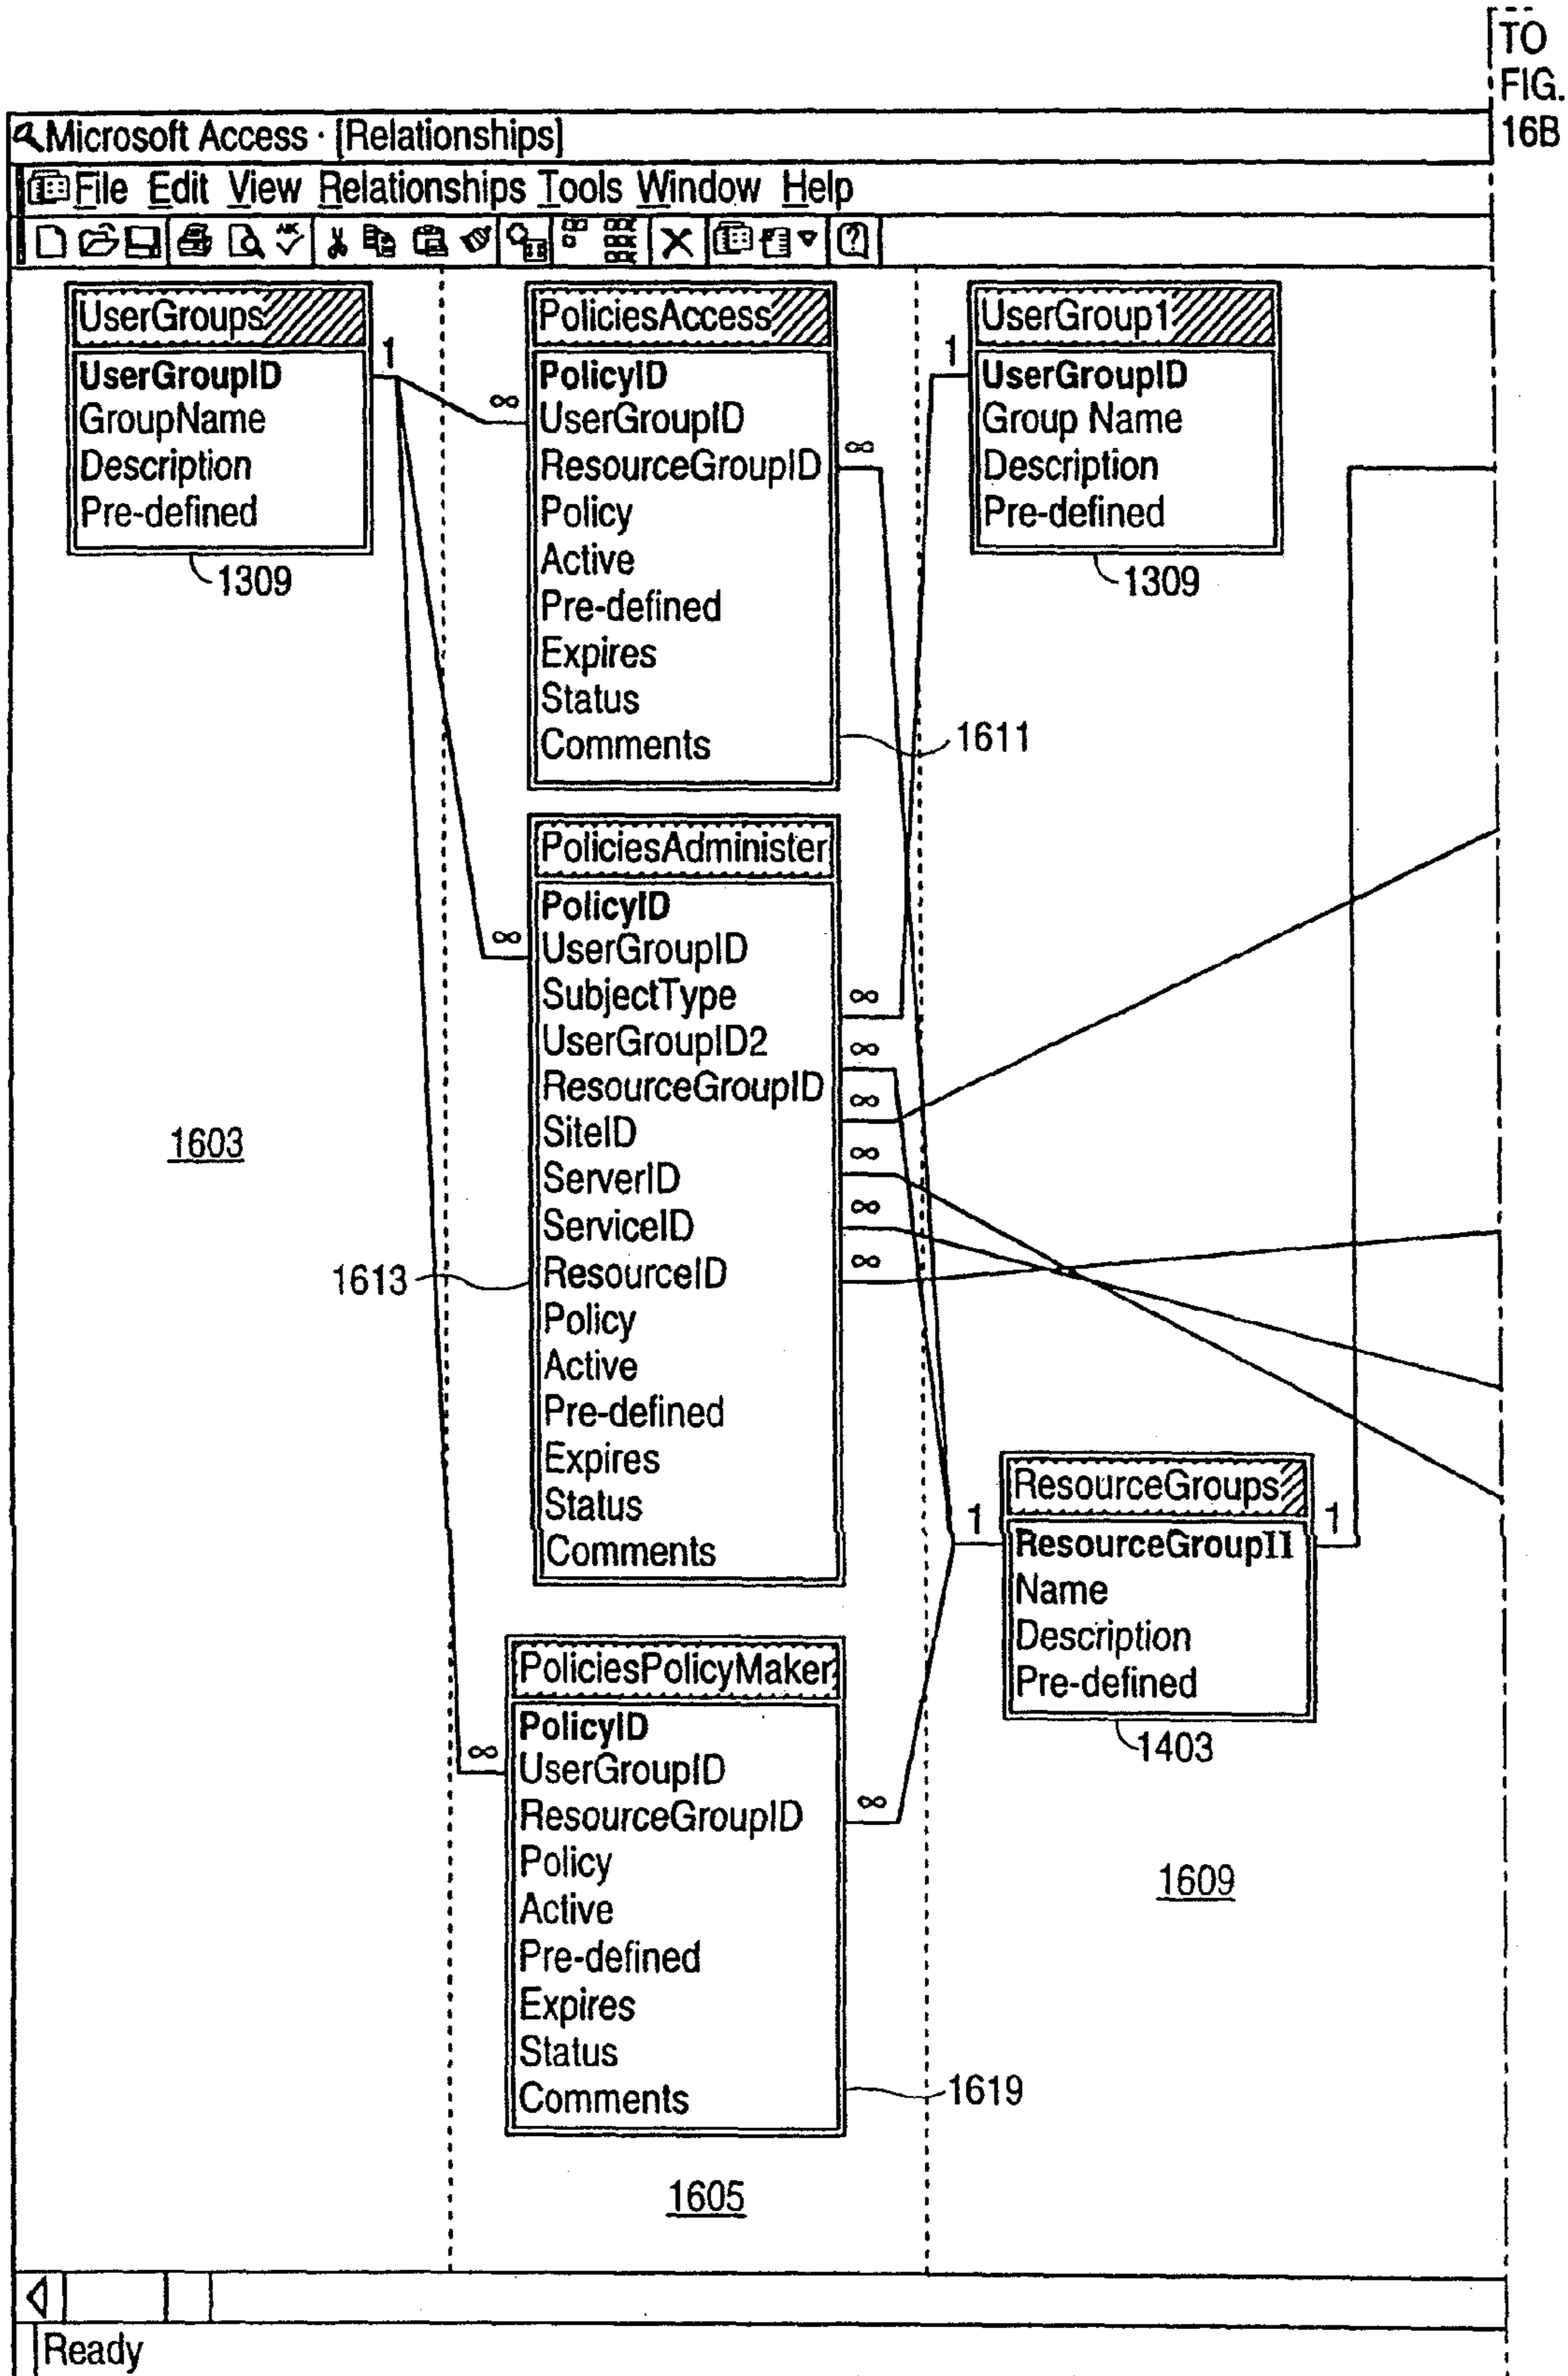 TO
FIG.
16B
Microsoft Access · [Relationships]
File Edit View Relationships Tools Window Help
UserGroups
UserGroupID
GroupName
Description
Pre-defined
1309
1
∞
PoliciesAccess
PolicyID
UserGroupID
ResourceGroupID
Policy
Active
Pre-defined
Expires
Status
Comments
∞
1611
1
UserGroup1
UserGroupID
Group Name
Description
Pre-defined
1309
∞
PoliciesAdminister
PolicyID
UserGroupID
SubjectType
UserGroupID2
ResourceGroupID
SiteID
ServerID
ServiceID
ResourceID
Policy
Active
Pre-defined
Expires
Status
Comments
∞
∞
∞
∞
∞
∞
1603
1613
1
ResourceGroups
ResourceGroupII
Name
Description
Pre-defined
1
1403
∞
PoliciesPolicyMaker
PolicyID
UserGroupID
ResourceGroupID
Policy
Active
Pre-defined
Expires
Status
Comments
∞
1619
1609
1605
Ready